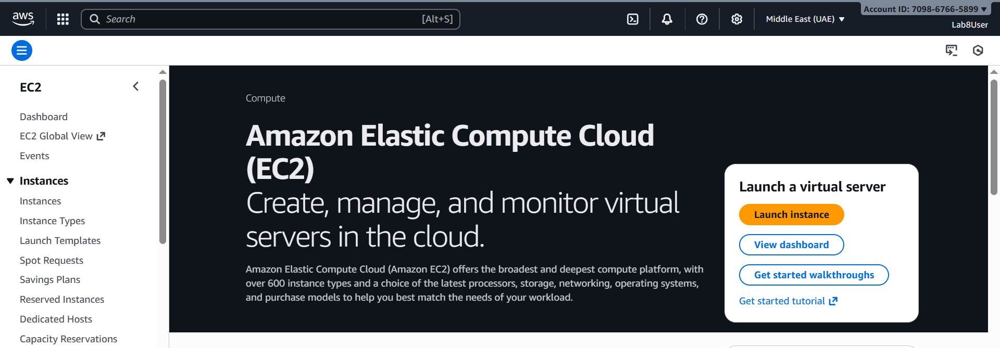 aws
Search
[Alt+S]
Middle East (UAE)
Account ID: 7098-6766-5899
Lab8User
EC2
Dashboard
EC2 Global View
Events
Instances
Instances
Instance Types
Launch Templates
Spot Requests
Savings Plans
Reserved Instances
Dedicated Hosts
Capacity Reservations
Compute
Amazon Elastic Compute Cloud
(EC2)
Create, manage, and monitor virtual
servers in the cloud.
Amazon Elastic Compute Cloud (Amazon EC2) offers the broadest and deepest compute platform, with
over 600 instance types and a choice of the latest processors, storage, networking, operating systems,
and purchase models to help you best match the needs of your workload.
Launch a virtual server
Launch instance
View dashboard
Get started walkthroughs
Get started tutorial